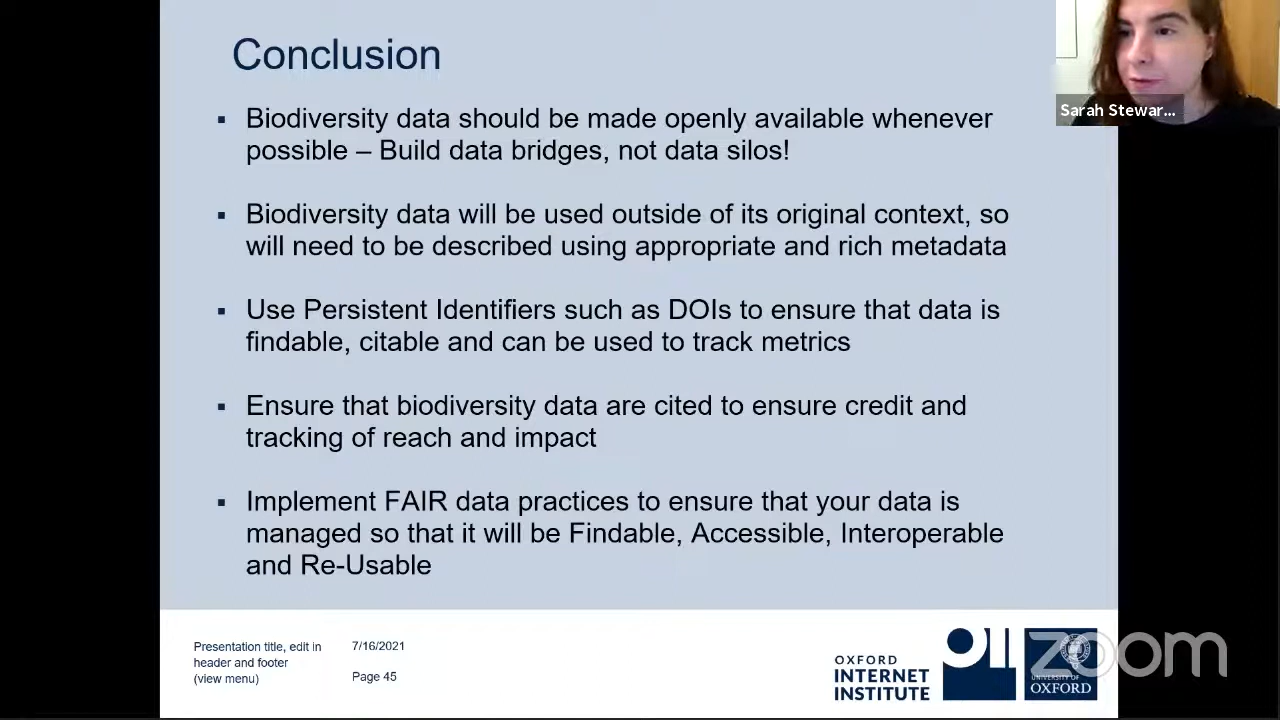 Conclusion
Sarah Stewar...
▪ Biodiversity data should be made openly available whenever
possible – Build data bridges, not data silos!
▪ Biodiversity data will be used outside of its original context, so
will need to be described using appropriate and rich metadata
▪ Use Persistent Identifiers such as DOIs to ensure that data is
findable, citable and can be used to track metrics
▪ Ensure that biodiversity data are cited to ensure credit and
tracking of reach and impact
▪ Implement FAIR data practices to ensure that your data is
managed so that it will be Findable, Accessible, Interoperable
and Re-Usable
Presentation title, edit in
header and footer
(view menu)
7/16/2021
Page 45
OXFORD
INTERNET
INSTITUTE
oii
UNIVERSITY OF
OXFORD
zoom